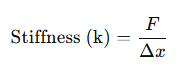 Stiffness (k) = F / Δx